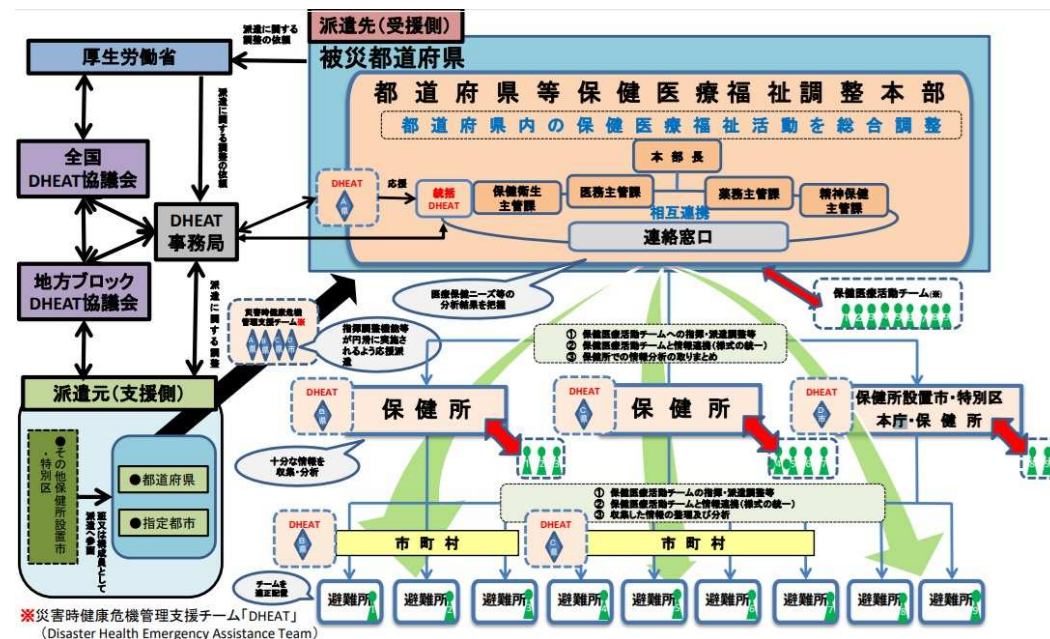 派遣先(受援側)
被災都道府県
派遣に関する
調整の依頼
厚生労働省
都道府県等保健医療福祉調整本部
都道府県内の保健医療福祉活動を総合調整
本部長
派遣に関する調整の依頼
全国
DHEAT協議会
DHEAT
A県
応援
統括
DHEAT
保健衛生
主管課
医務主管課
薬務主管課
精神保健
主管課
相互連携
連絡窓口
DHEAT
事務局
地方ブロック
DHEAT協議会
派遣に関する調整
災害時健康危機
管理支援チーム※
指揮調整機能等
が円滑に実施さ
れるよう応援派
遣
医療保健ニーズ等の
分析結果を把握
保健医療活動チーム(※)
① 保健医療活動チームへの指揮・派遣調整等
② 保健医療活動チームと情報連携(様式の統一)
③ 保健所での情報分析の取りまとめ
派遣元(支援側)
●その他保健所設置市
・特別区
●都道府県
●指定都市
班又は構成員として
派遣へ参画
DHEAT
B県
保健所
DHEAT
C県
保健所
DHEAT
D市
保健所設置市・特別区
本庁・保健所
十分な情報を
収集・分析
① 保健医療活動チームの指揮・派遣調整等
② 保健医療活動チームと情報連携(様式の統一)
③ 収集した情報の整理及び分析
DHEAT
B県
市町村
DHEAT
C県
市町村
チームを
適正配置
避難所 1
避難所 2
避難所 3
避難所 4
避難所 5
避難所 6
避難所 7
避難所 8
避難所 9
※災害時健康危機管理支援チーム「DHEAT」
(Disaster Health Emergency Assistance Team)